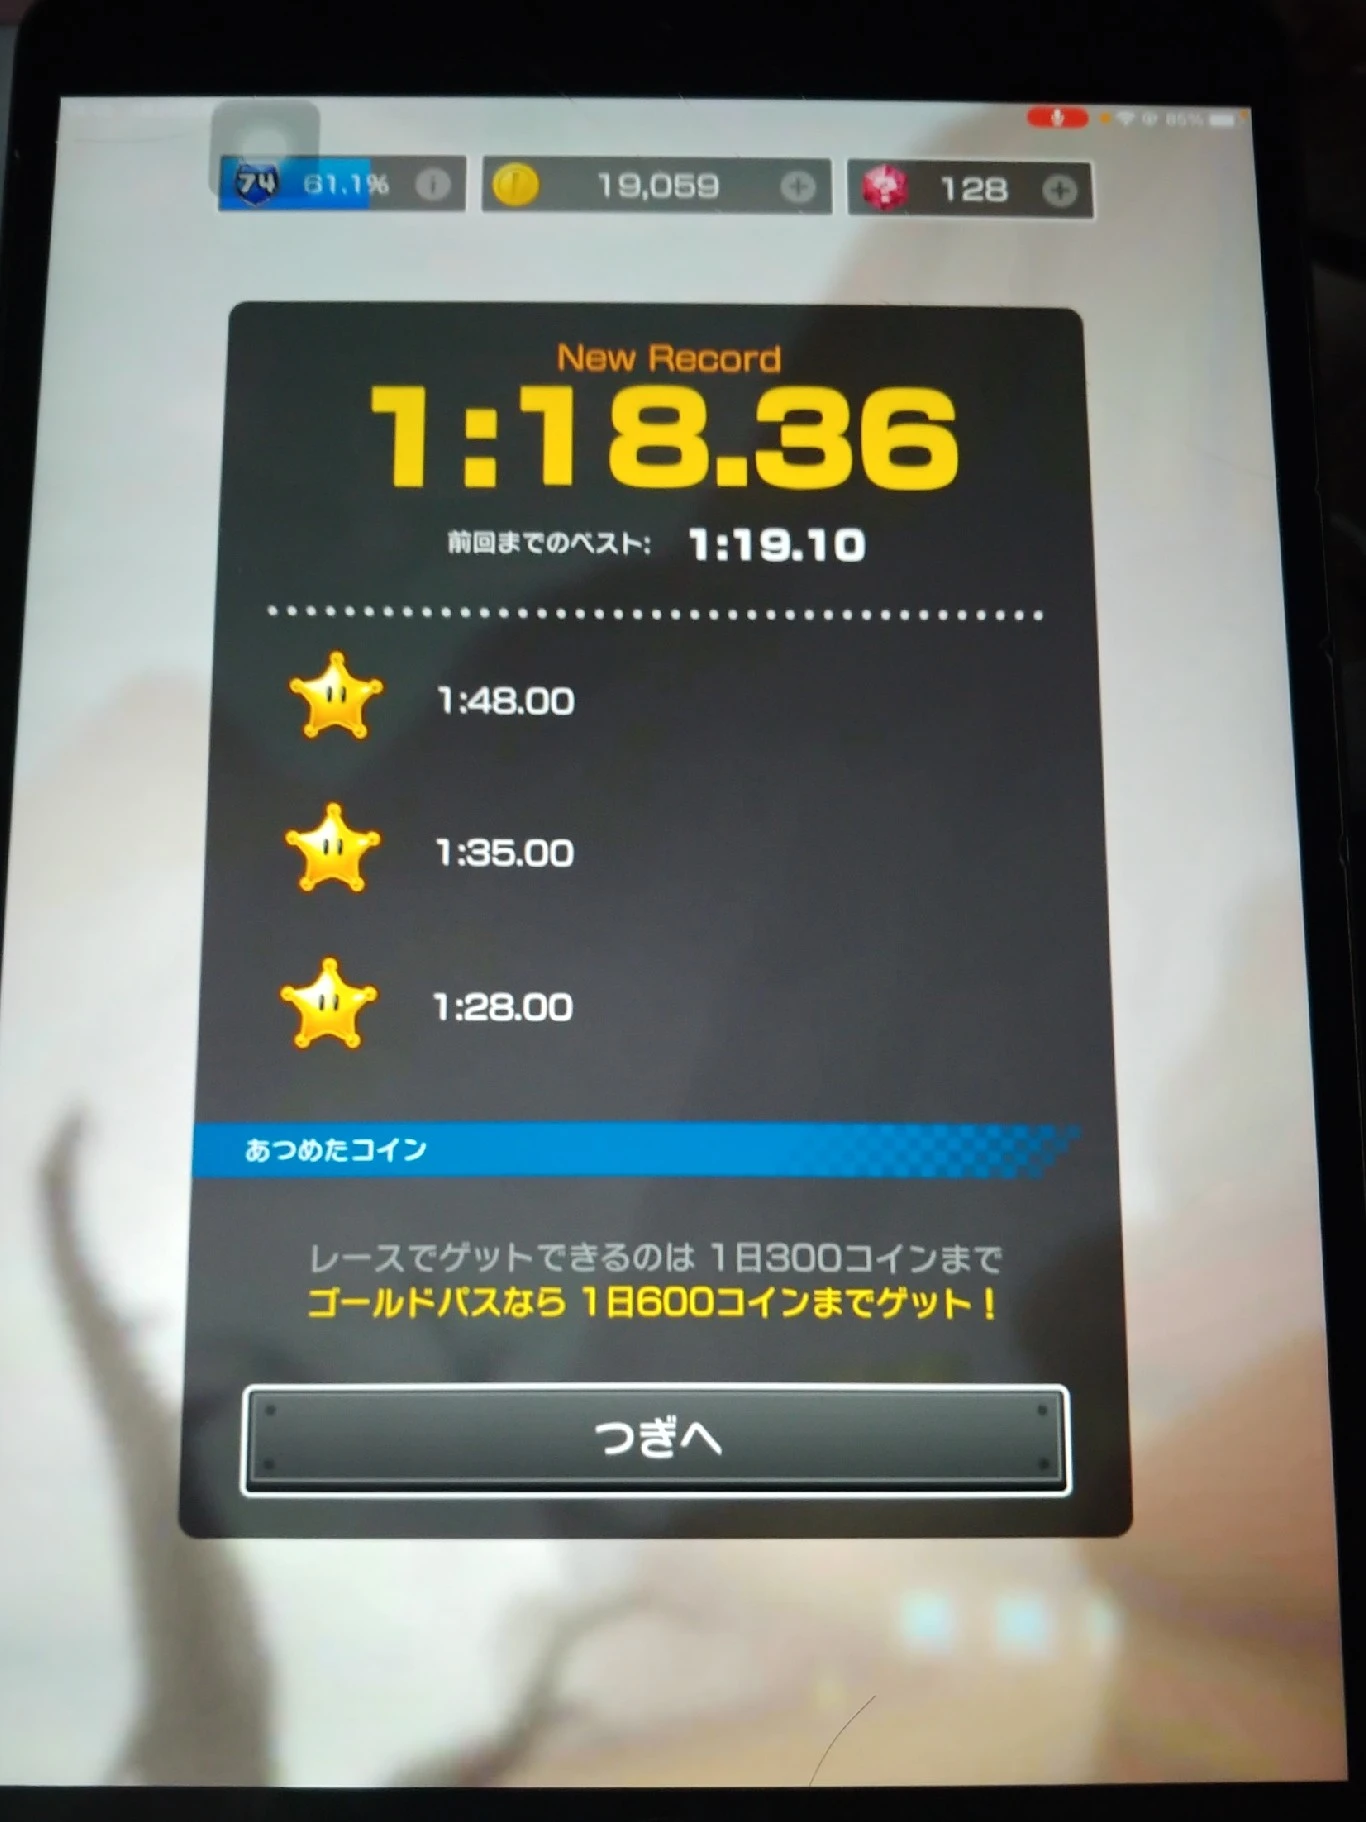 85%
74 61.1% 19,059 128
New Record
1:18.36
前回までのベスト: 1:19.10
1:48.00
1:35.00
1:28.00
あつめたコイン
レースでゲットできるのは 1日300コインまで
ゴールドパスなら 1日600コインまでゲット！
つぎへ